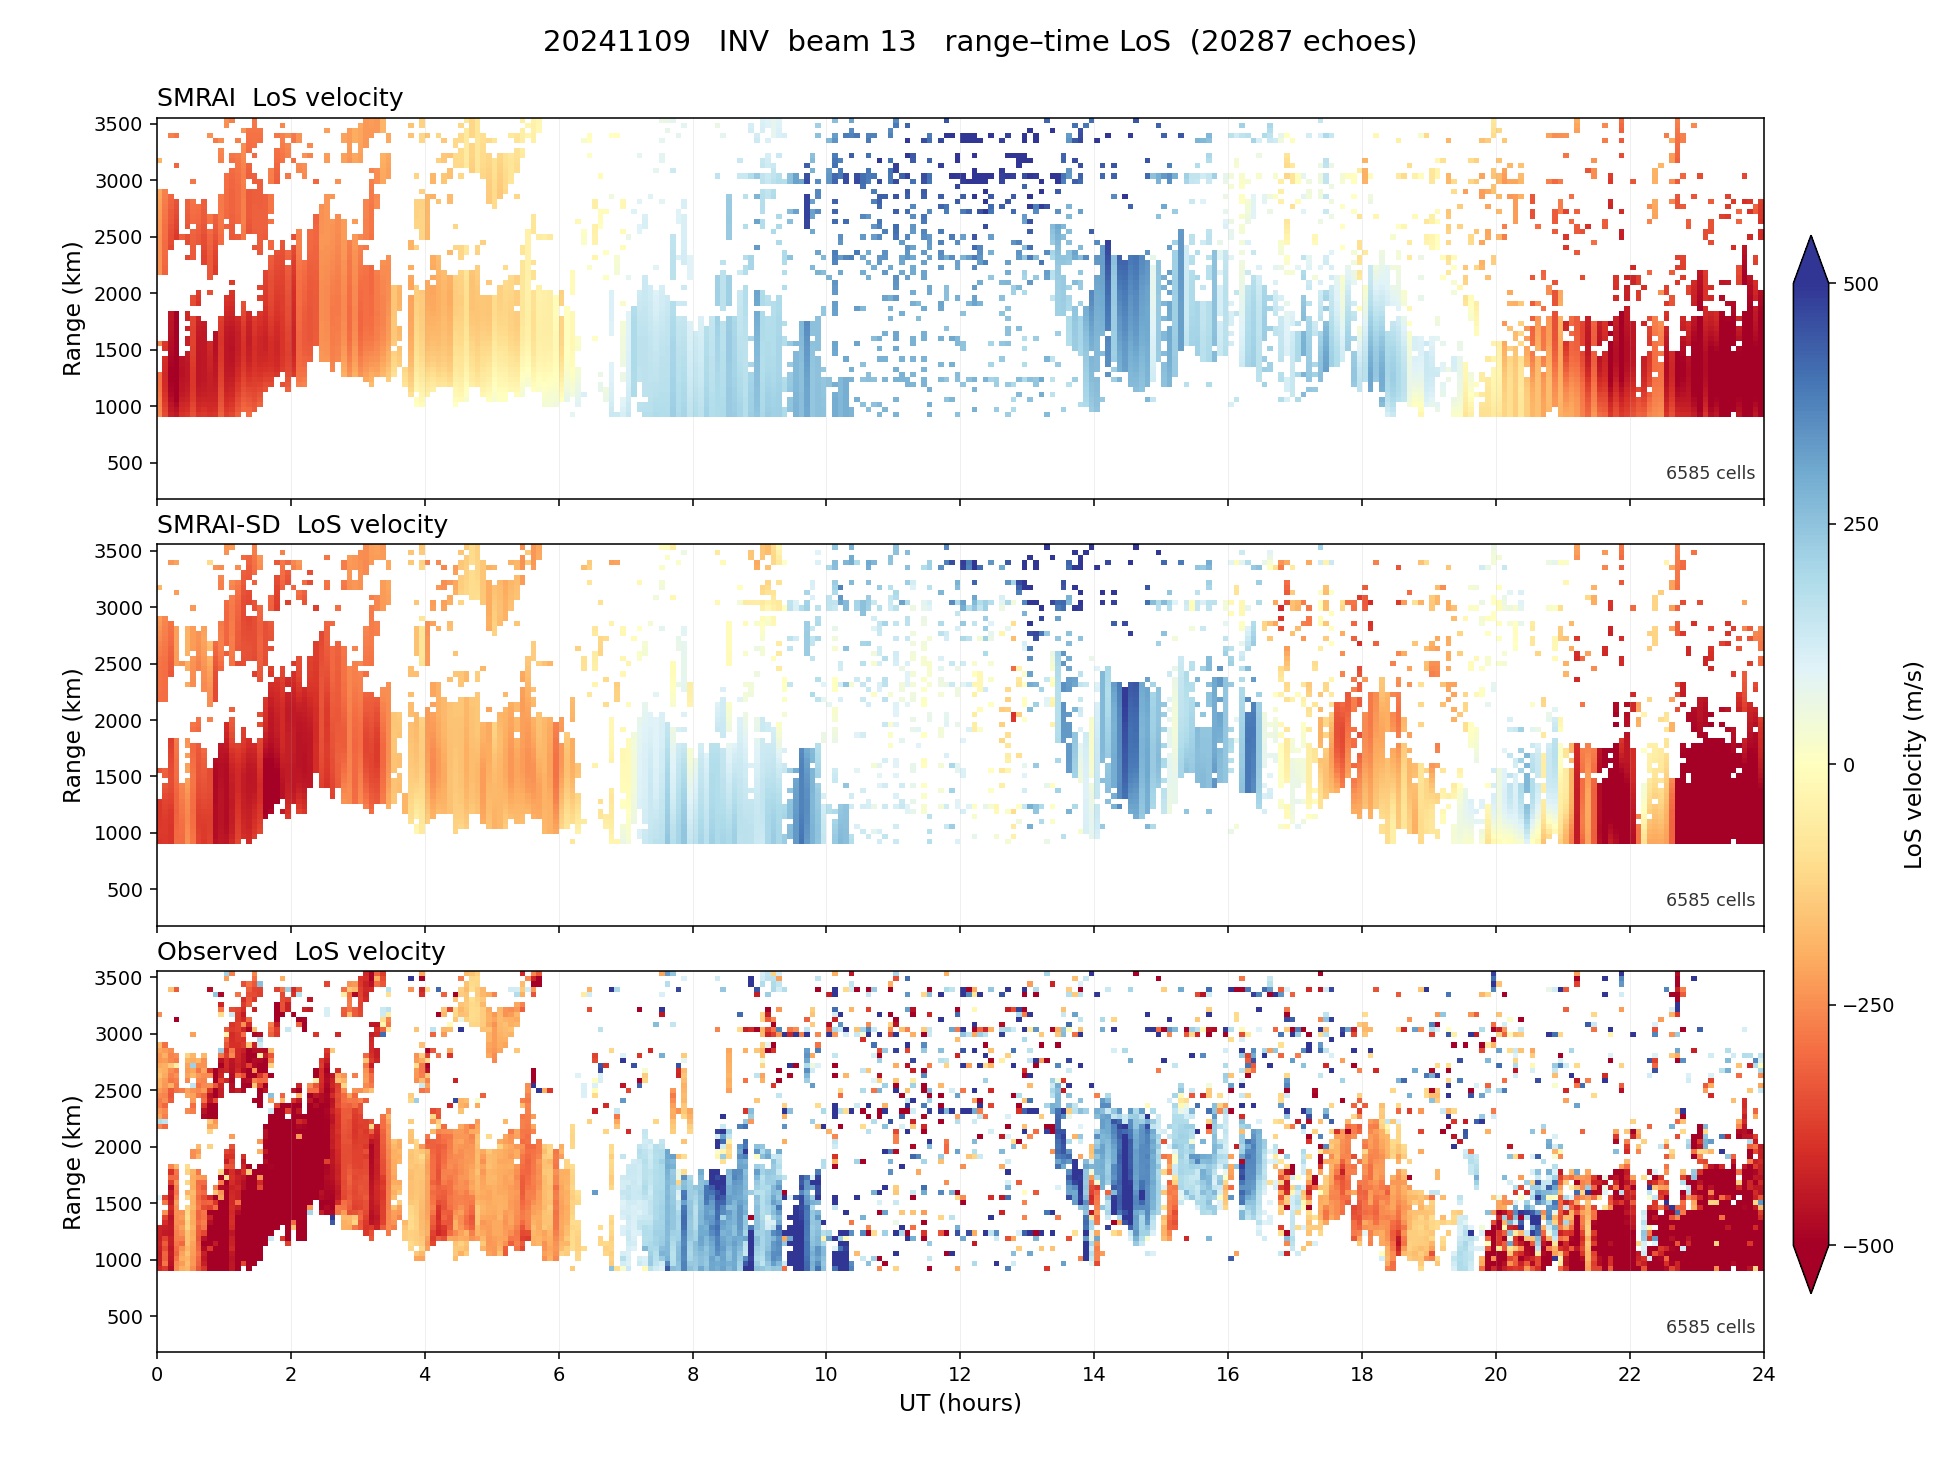 20241109   INV  beam 13   range–time LoS  (20287 echoes)
SMRAI  LoS velocity
3500
3000
2500
2000
1500
1000
500
Range (km)
6585 cells
SMRAI-SD  LoS velocity
3500
3000
2500
2000
1500
1000
500
Range (km)
6585 cells
Observed  LoS velocity
3500
3000
2500
2000
1500
1000
500
Range (km)
6585 cells
0 2 4 6 8 10 12 14 16 18 20 22 24
UT (hours)
500
250
0
−250
−500
LoS velocity (m/s)